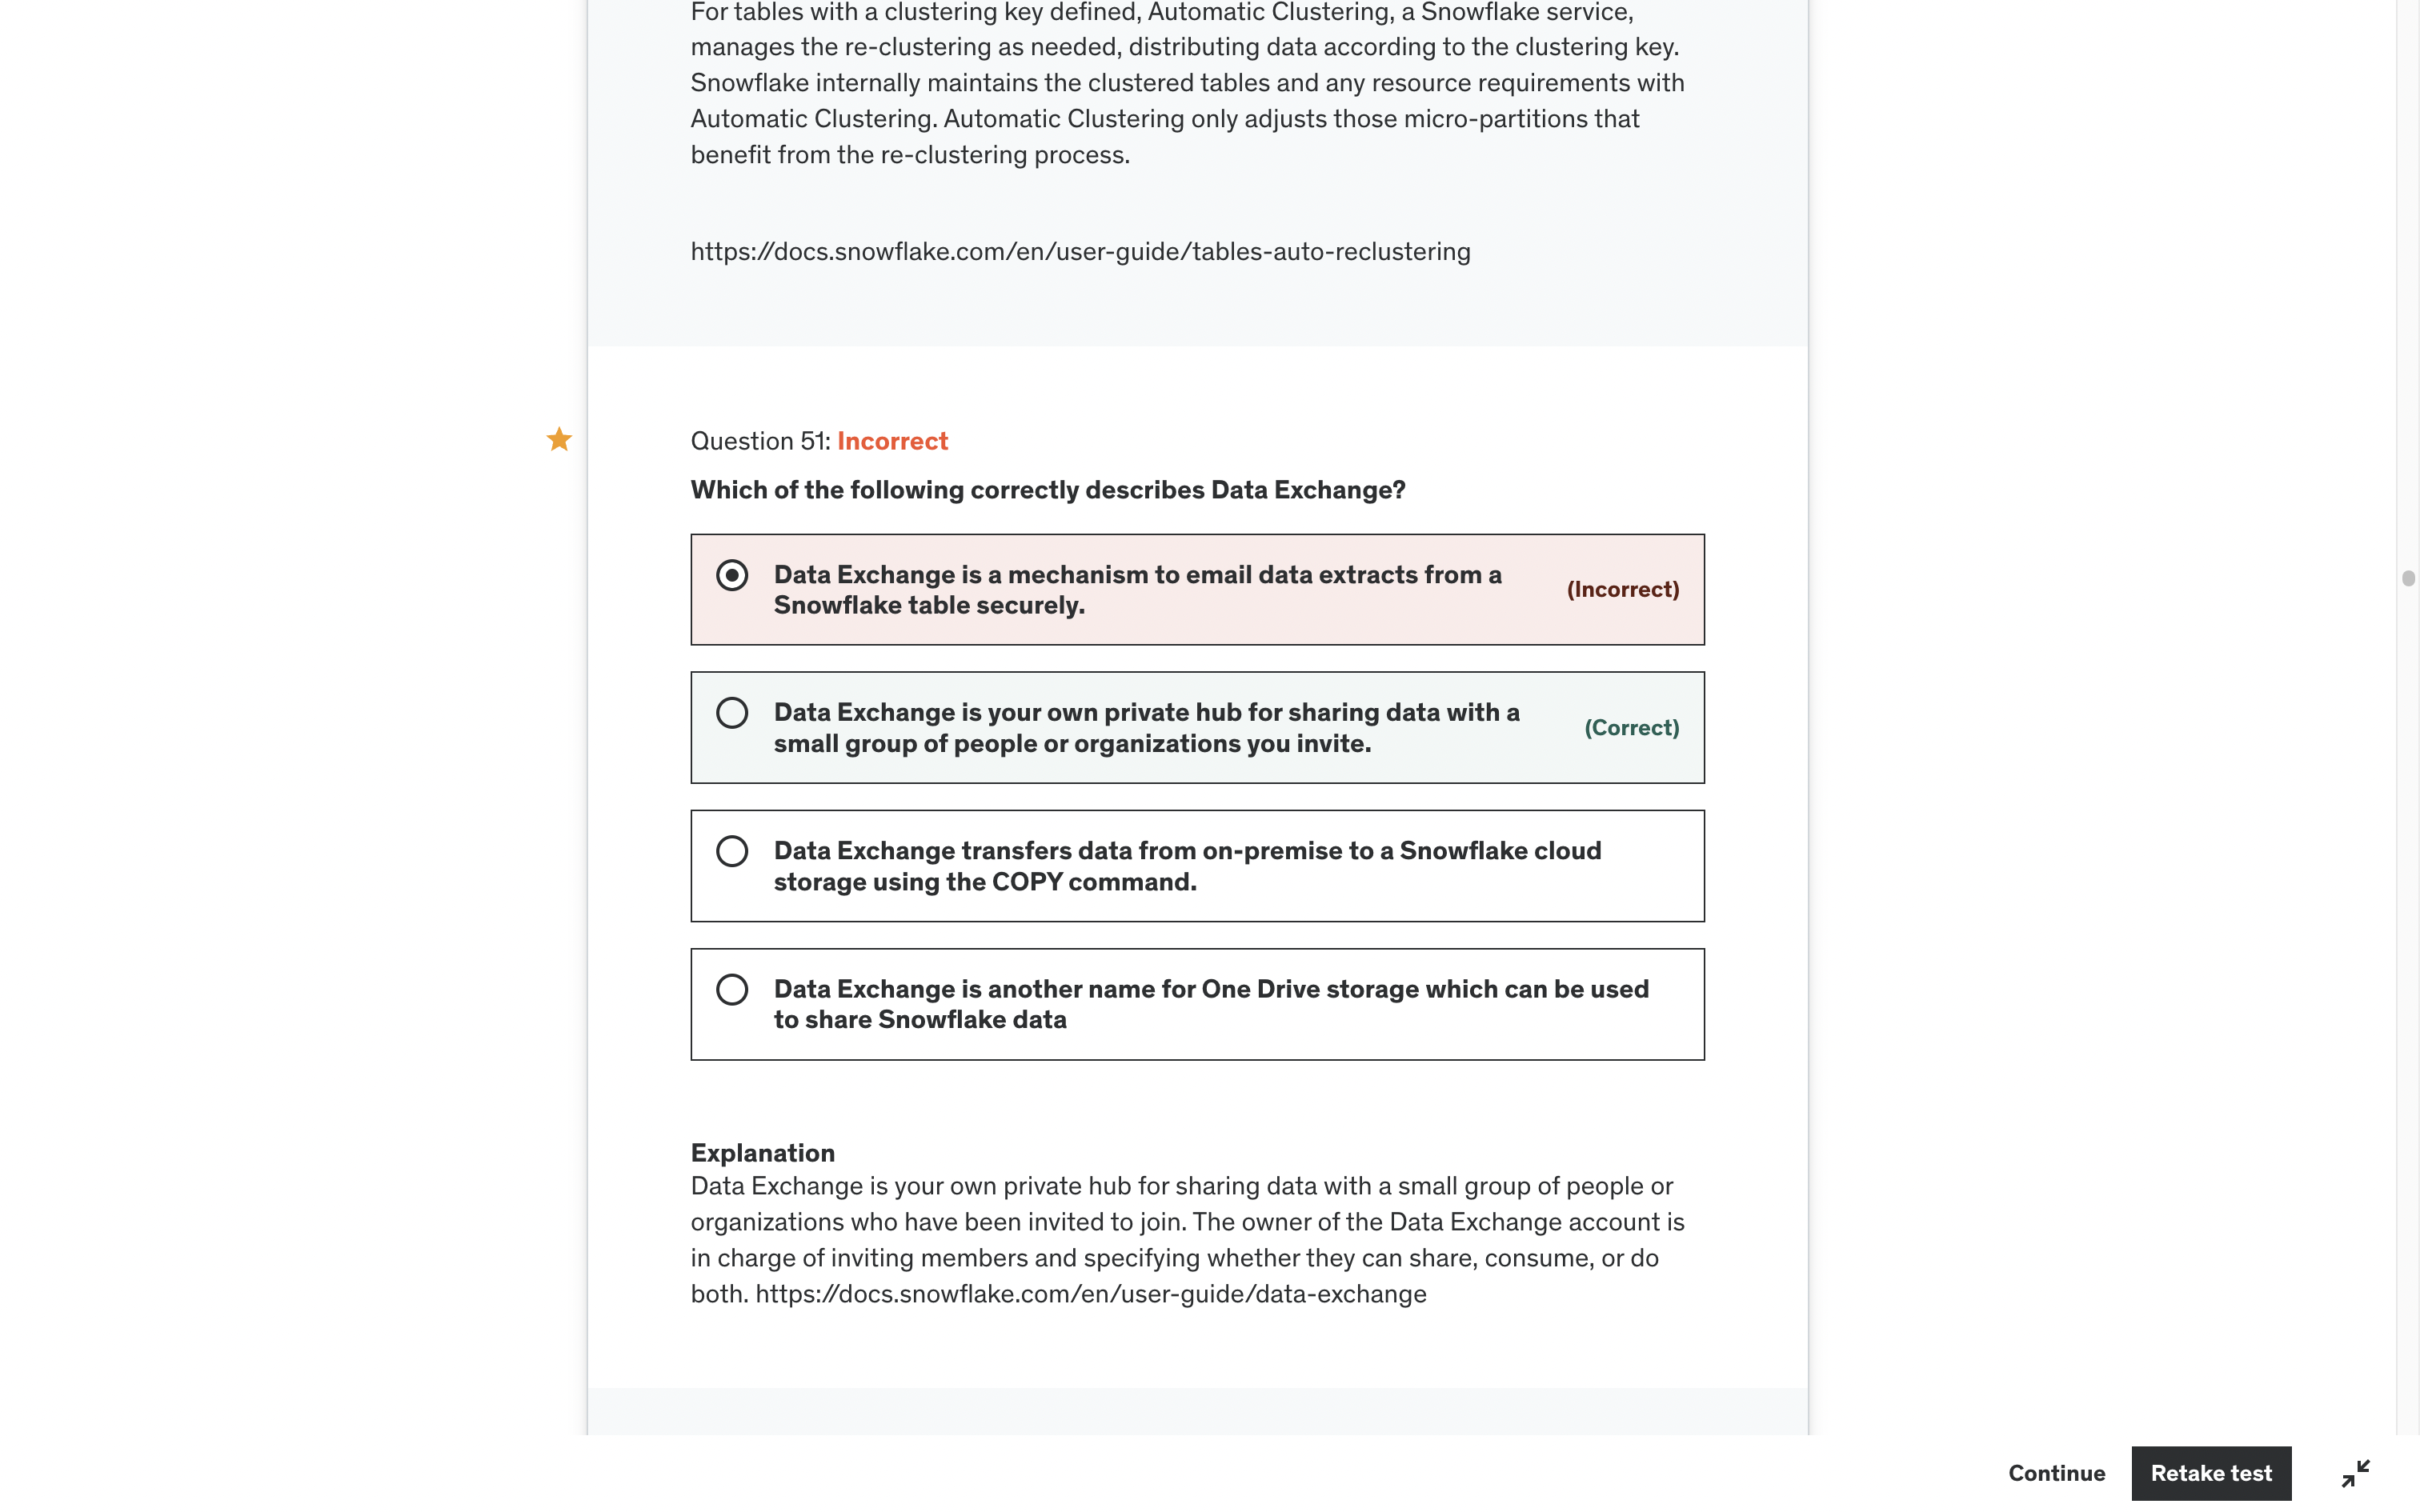 For tables with a clustering key defined, Automatic Clustering, a Snowflake service,
manages the re-clustering as needed, distributing data according to the clustering key.
Snowflake internally maintains the clustered tables and any resource requirements with
Automatic Clustering. Automatic Clustering only adjusts those micro-partitions that
benefit from the re-clustering process.
https://docs.snowflake.com/en/user-guide/tables-auto-reclustering
Question 51: Incorrect
Which of the following correctly describes Data Exchange?
Data Exchange is a mechanism to email data extracts from a
Snowflake table securely.
(Incorrect)
Data Exchange is your own private hub for sharing data with a
small group of people or organizations you invite.
(Correct)
Data Exchange transfers data from on-premise to a Snowflake cloud
storage using the COPY command.
Data Exchange is another name for One Drive storage which can be used
to share Snowflake data
Explanation
Data Exchange is your own private hub for sharing data with a small group of people or
organizations who have been invited to join. The owner of the Data Exchange account is
in charge of inviting members and specifying whether they can share, consume, or do
both. https://docs.snowflake.com/en/user-guide/data-exchange
Continue
Retake test